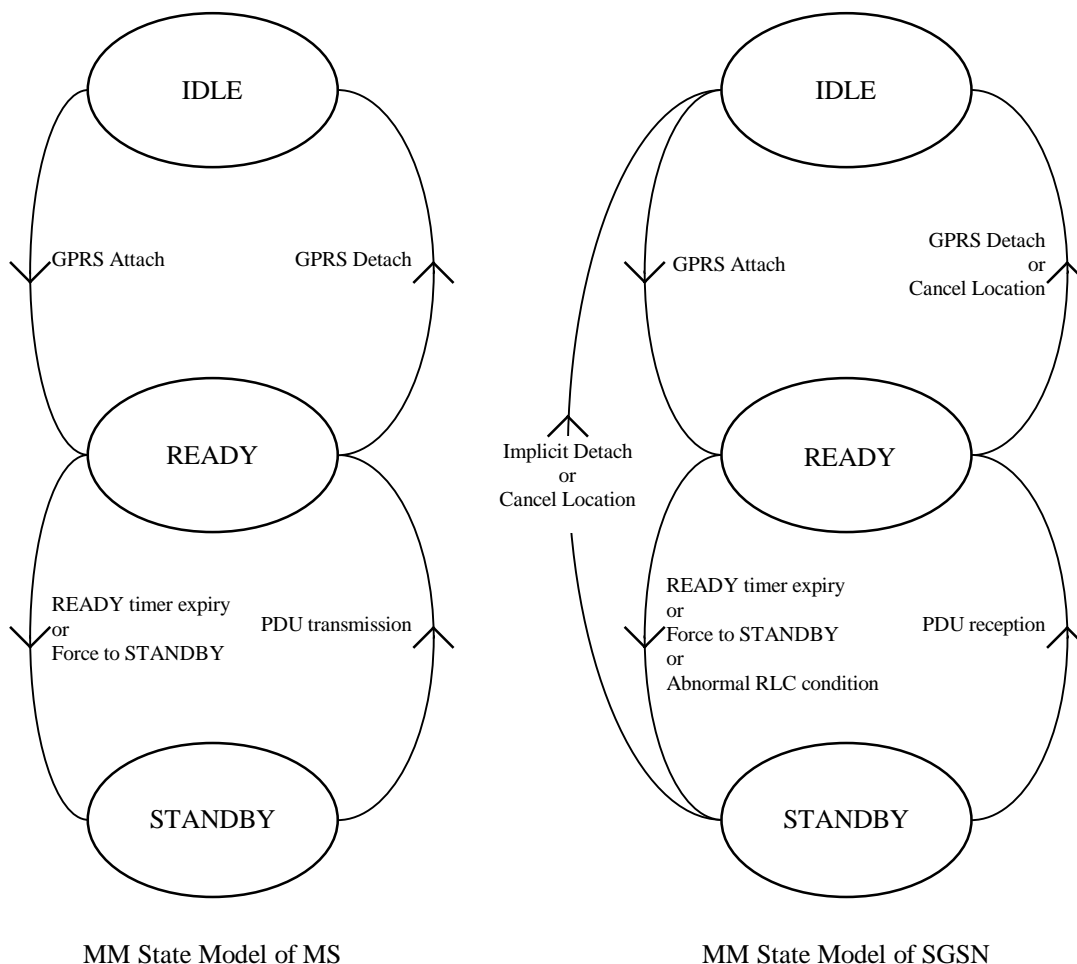 IDLE
GPRS Attach
GPRS Detach
READY
READY timer expiry
or
Force to STANDBY
PDU transmission
STANDBY
MM State Model of MS
IDLE
GPRS Attach
GPRS Detach
or
Cancel Location
Implicit Detach
or
Cancel Location
READY
READY timer expiry
or
Force to STANDBY
or
Abnormal RLC condition
PDU reception
STANDBY
MM State Model of SGSN